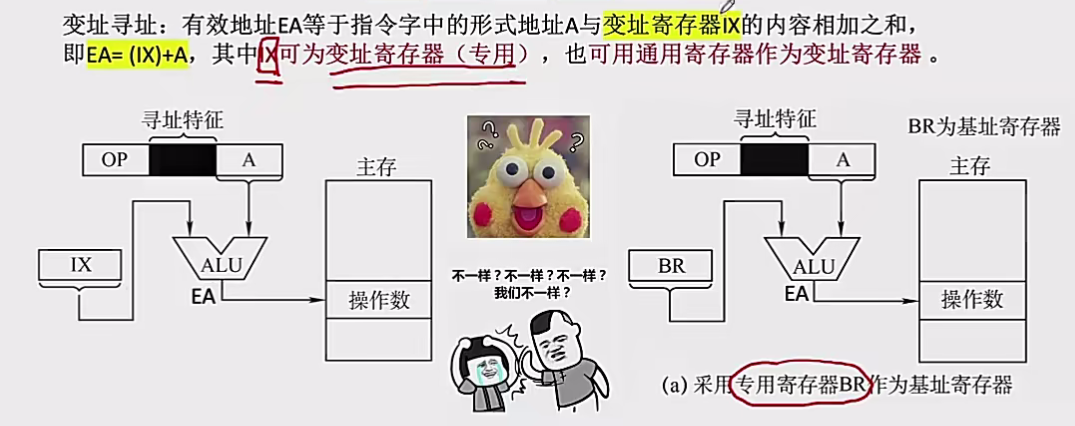 变址寻址：有效地址EA等于指令字中的形式地址A与变址寄存器IX的内容相加之和，
即EA= (IX)+A，其中IX可为变址寄存器（专用），也可用通用寄存器作为变址寄存器 。
寻址特征
OP
A
主存
IX
ALU
EA
操作数
? ? ?
不一样？不一样？不一样？
我们不一样？
寻址特征
BR为基址寄存器
OP
A
主存
BR
ALU
EA
操作数
(a) 采用专用寄存器BR作为基址寄存器